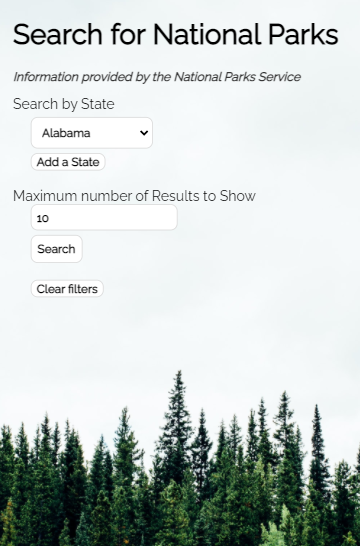 Search for National Parks
Information provided by the National Parks Service
Search by State
Alabama
Add a State
Maximum number of Results to Show
10
Search
Clear filters